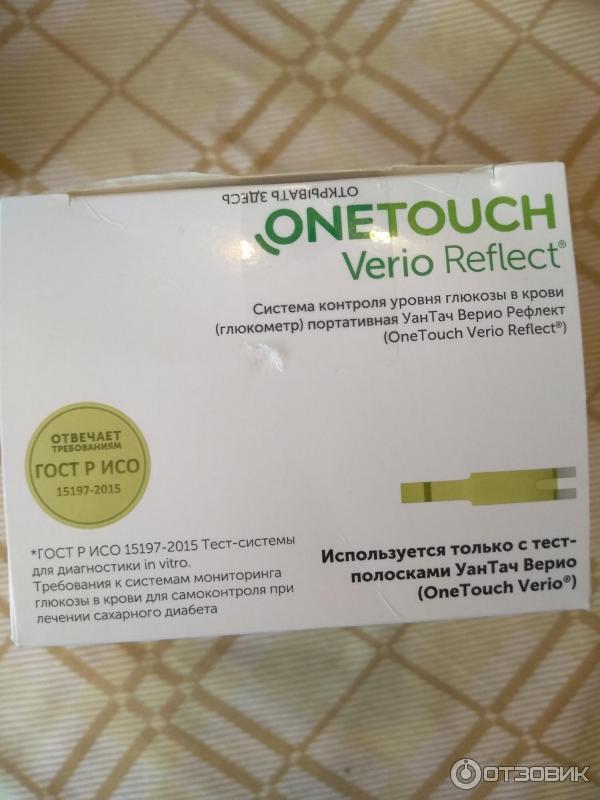 ОТКРЫВАТЬ ЗДЕСЬ
ONETOUCH
Verio Reflect®
Система контроля уровня глюкозы в крови
(глюкометр) портативная УанТач Верио Рефлект
(OneTouch Verio Reflect®)
ОТВЕЧАЕТ
ТРЕБОВАНИЯМ
ГОСТ Р ИСО
15197-2015
*ГОСТ Р ИСО 15197-2015 Тест-системы
для диагностики in vitro.
Требования к системам мониторинга
глюкозы в крови для самоконтроля при
лечении сахарного диабета
Используется только с тест-
полосками УанТач Верио
(OneTouch Verio®)
ОТЗОВИК